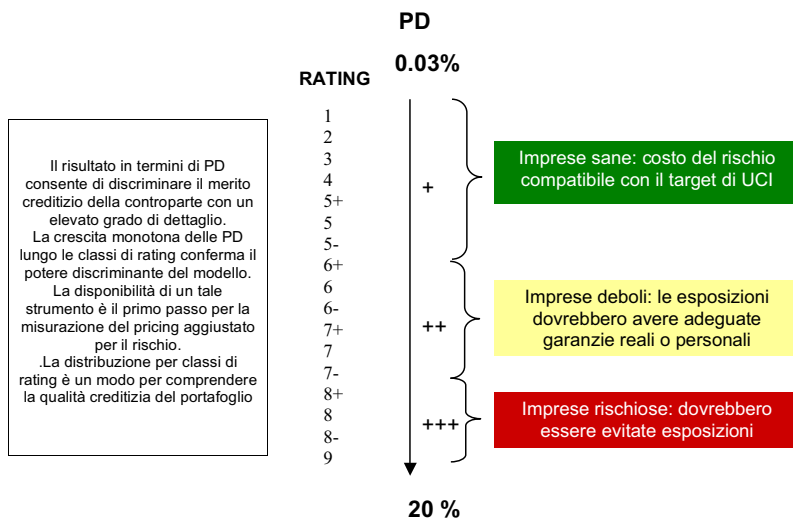 PD
0.03%
RATING
1
2
3
4
5+
5
5-
6+
6
6-
7+
7
7-
8+
8
8-
9
+
++
+++
20 %
Il risultato in termini di PD
consente di discriminare il merito
creditizio della controparte con un
elevato grado di dettaglio.
La crescita monotona delle PD
lungo le classi di rating conferma il
potere discriminante del modello.
La disponibilità di un tale
strumento è il primo passo per la
misurazione del pricing aggiustato
per il rischio.
.La distribuzione per classi di
rating è un modo per comprendere
la qualità creditizia del portafoglio
Imprese sane: costo del rischio
compatibile con il target di UCI
Imprese deboli: le esposizioni
dovrebbero avere adeguate
garanzie reali o personali
Imprese rischiose: dovrebbero
essere evitate esposizioni